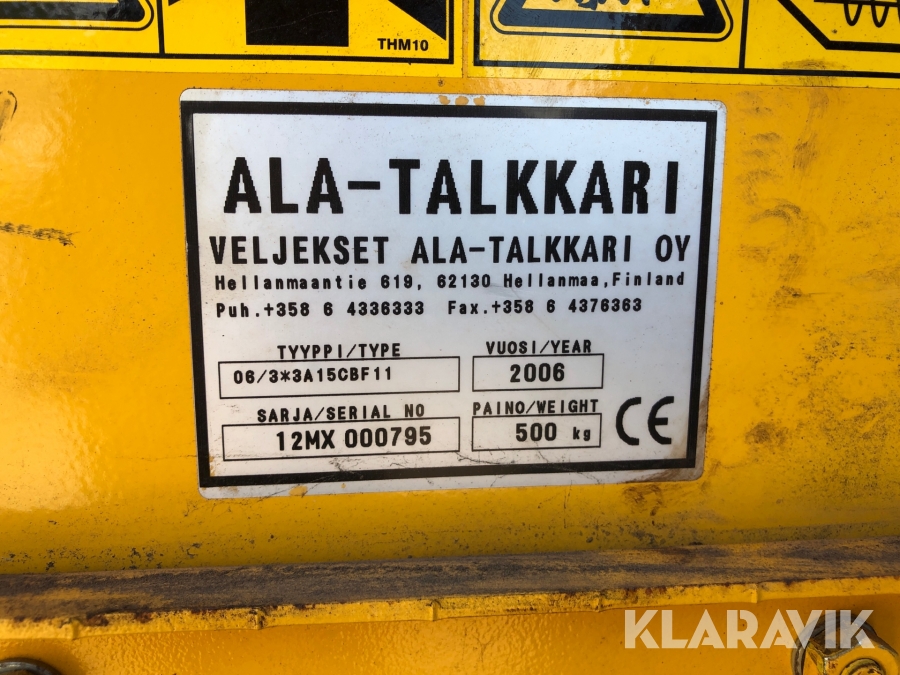 THM10
ALA-TALKKARI
VELJEKSET ALA-TALKKARI OY
Hellanmaantie 619, 62130 Hellanmaa,Finland
Puh.+358 6 4336333 Fax.+358 6 4376363
TYYPPI/TYPE VUOSI/YEAR
06/3*3A15CBF11 2006
SARJA/SERIAL NO PAINO/WEIGHT
12MX 000795 500 kg CE
KLARAVIK